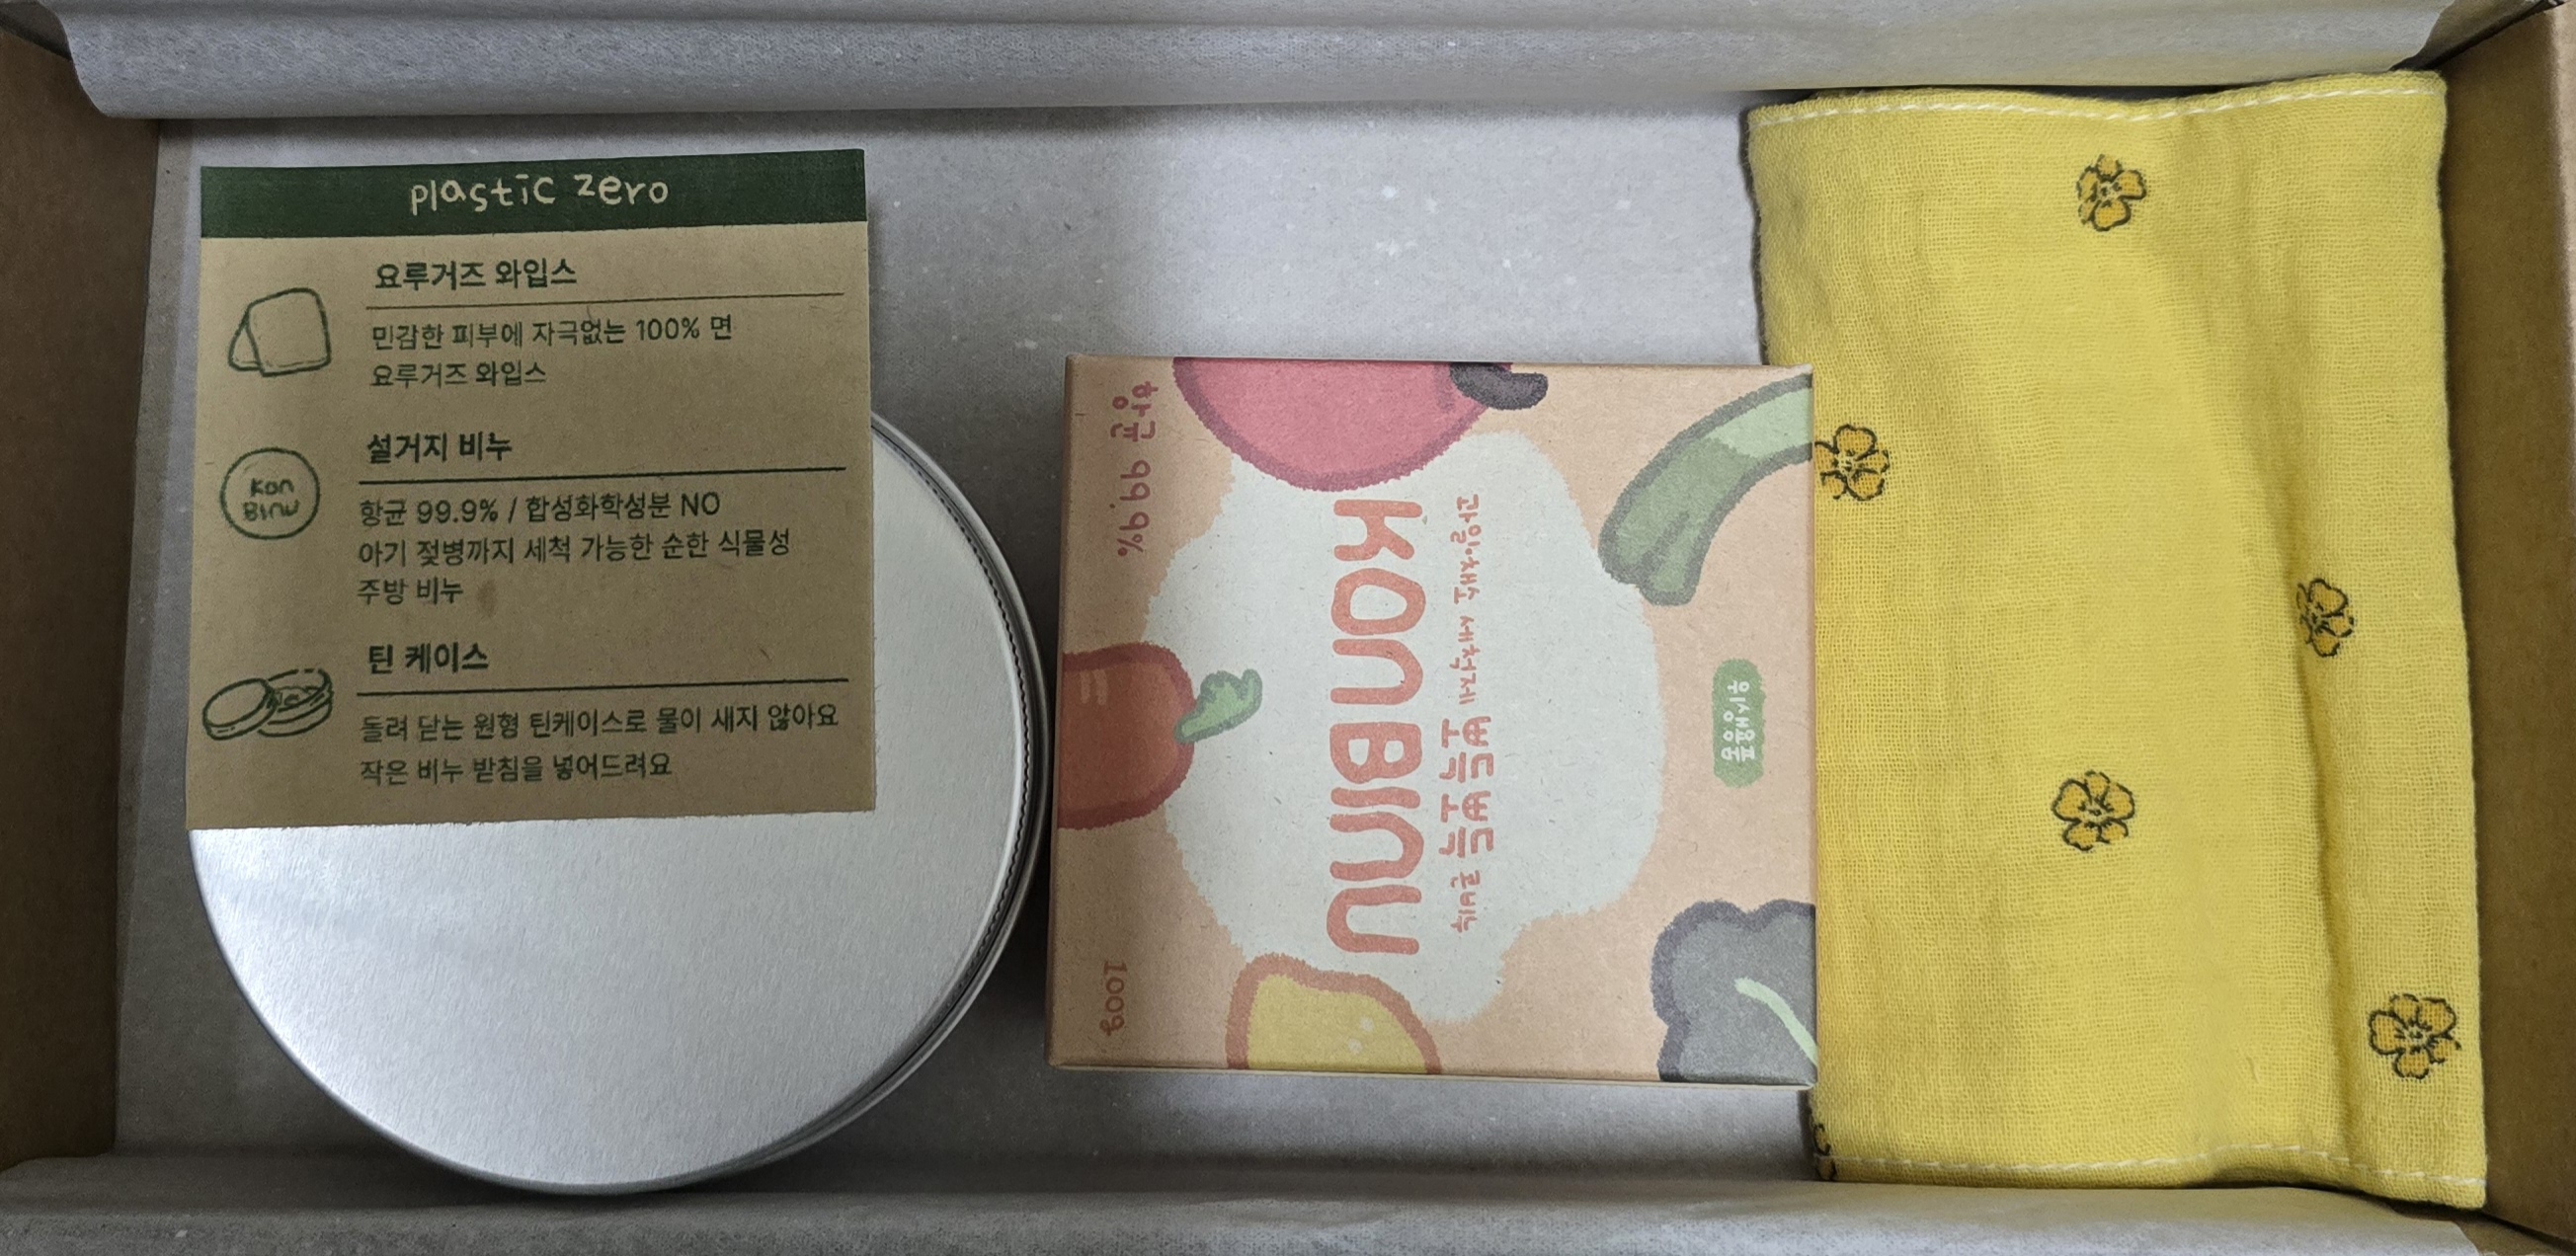 plastic zero
요루거즈 와입스
민감한 피부에 자극없는 100% 면
요루거즈 와입스
설거지 비누
Kon
BINU
항균 99.9% / 합성화학성분 NO
아기 젖병까지 세척 가능한 순한 식물성
주방 비누
틴 케이스
돌려 닫는 원형 틴케이스로 물이 새지 않아요
작은 비누 받침을 넣어드려요
과일야채 세척
KONBINU
항균 99.9%
100g